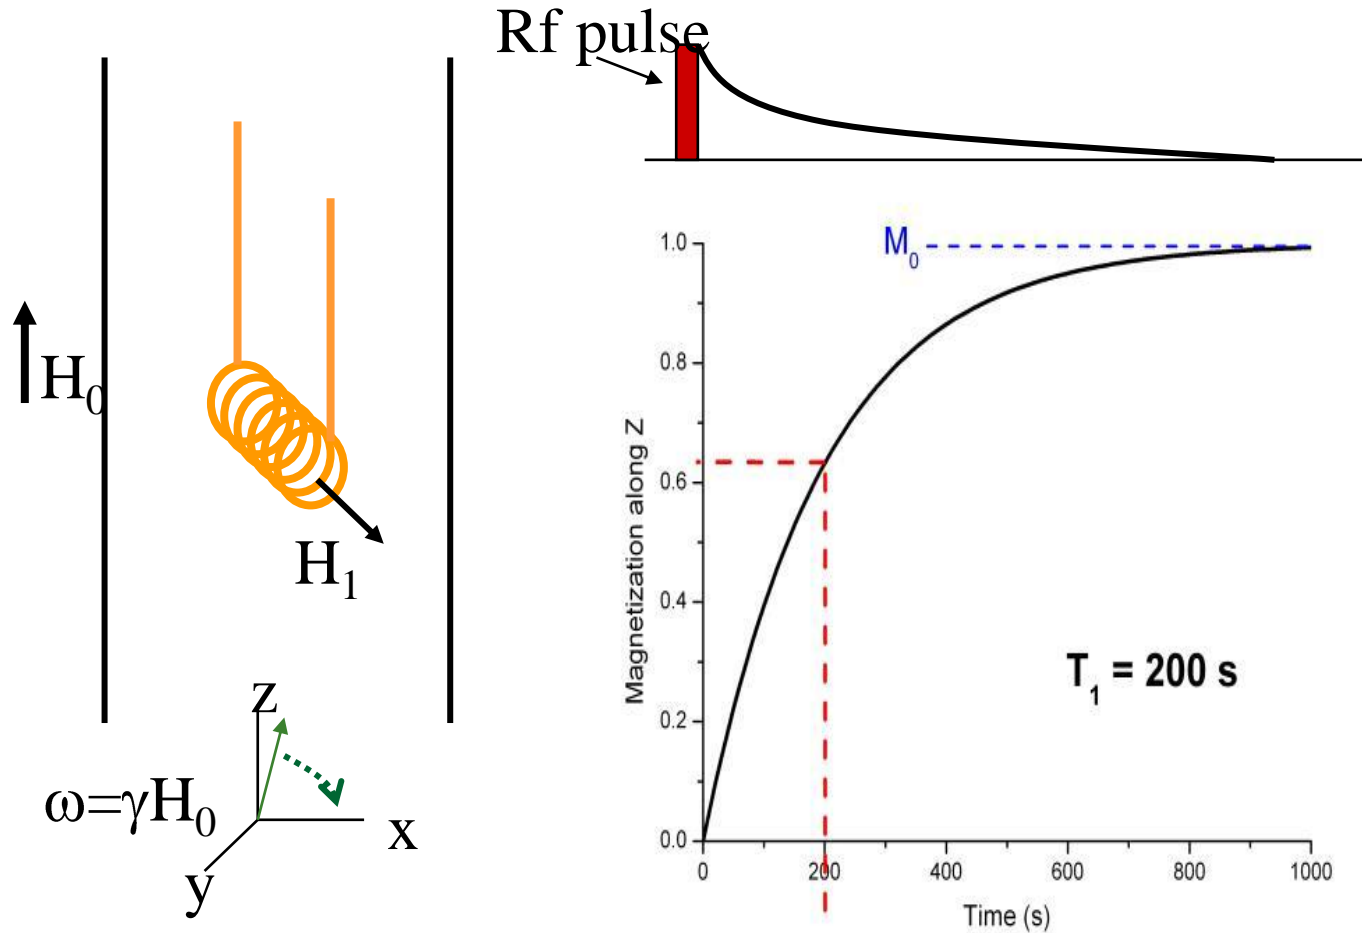 Rf pulse
H₀
H₁
z
ω=γH₀
x
y
M₀
1.0
0.8
0.6
0.4
0.2
0.0
Magnetization along Z
T₁ = 200 s
0 200 400 600 800 1000
Time (s)